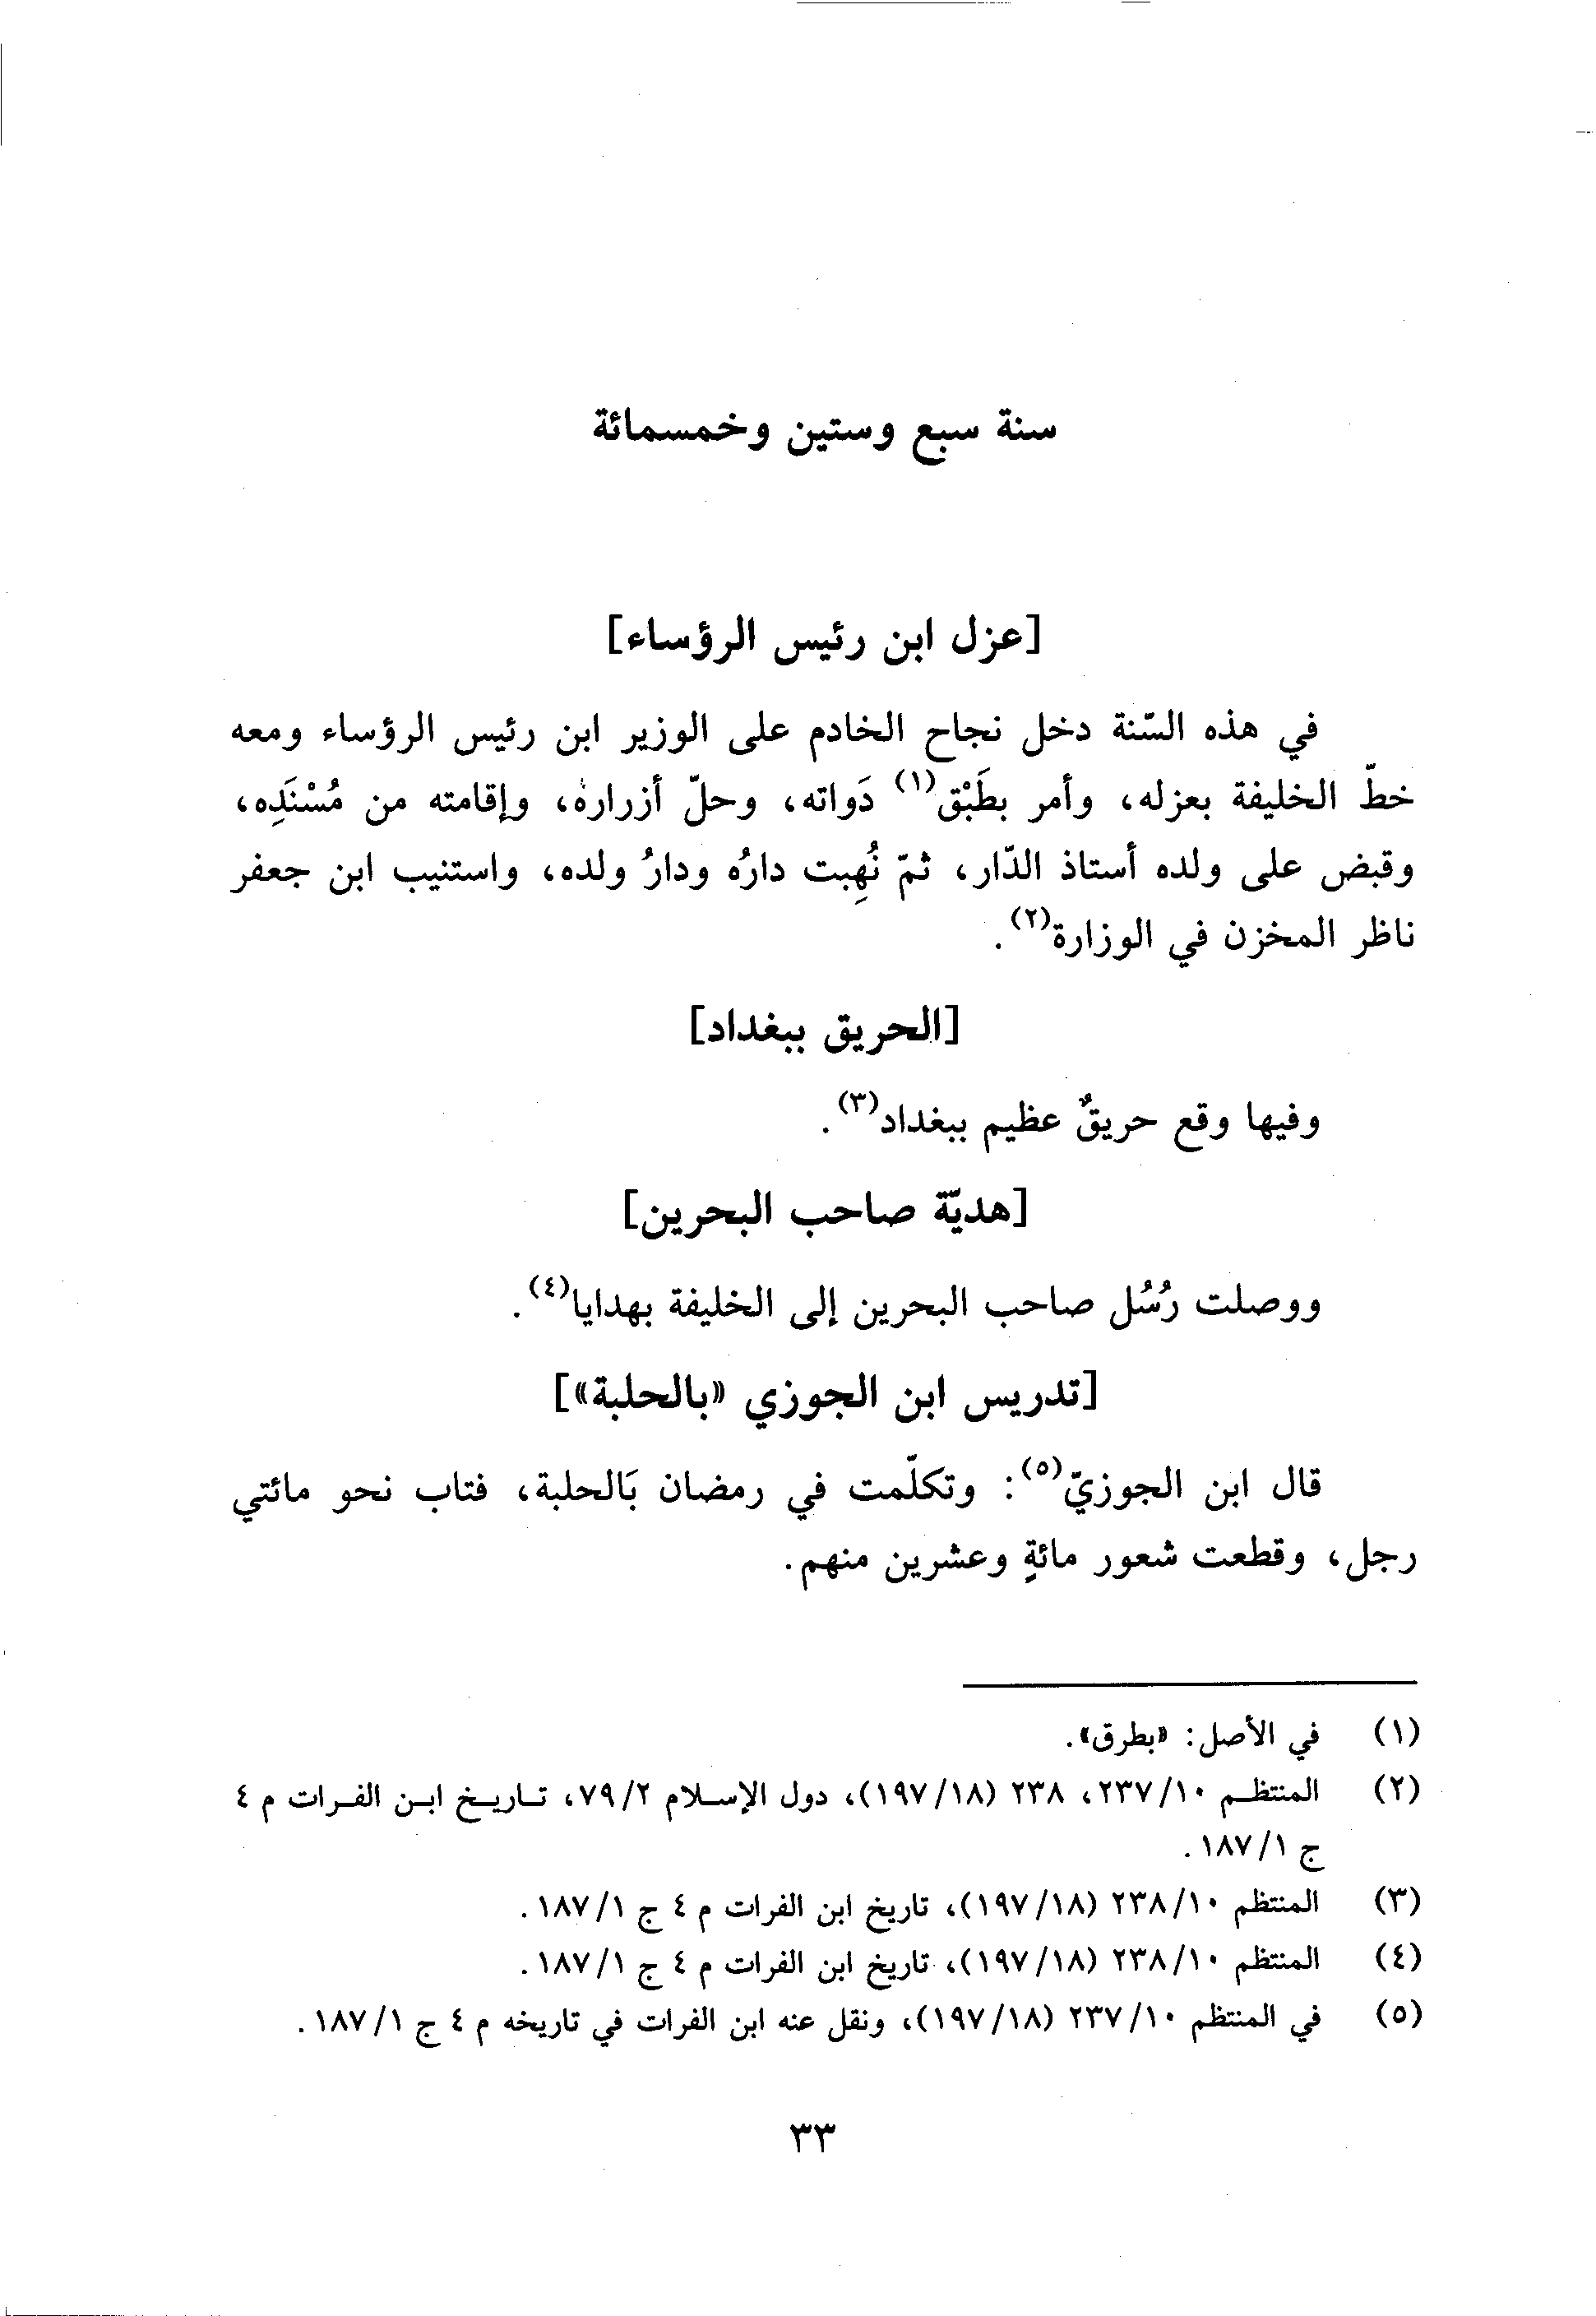 سنة سبع وستين وخمسمائة
[عزل ابن رئيس الرؤساء]
في هذه السّنة دخل نجاح الخادم على الوزير ابن رئيس الرؤساء ومعه
خطّ الخليفة بعزله، وأمر بطَبْق(١) دَواته، وحلّ أزراره، وإقامته من مُسْنَدِه،
وقبض على ولده أستاذ الدّار، ثمّ نُهِبت دارُه ودارُ ولده، واستنيب ابن جعفر
ناظر المخزن في الوزارة(٢).
[الحريق ببغداد]
وفيها وقع حريقٌ عظيم ببغداد(٣).
[هديّة صاحب البحرين]
ووصلت رُسُل صاحب البحرين إلى الخليفة بهدايا(٤).
[تدريس ابن الجوزي «بالحلبة»]
قال ابن الجوزيّ(٥): وتكلّمت في رمضان بَالحلبة، فتاب نحو مائتي
رجل، وقطعت شعور مائةٍ وعشرين منهم.
(١) في الأصل: «بطرق».
(٢) المنتظم ١٠/٢٣٧، ٢٣٨ (١٨/١٩٧)، دول الإسلام ٢/٧٩، تاريخ ابن الفرات م ٤
ج ١/١٨٧.
(٣) المنتظم ١٠/٢٣٨ (١٨/١٩٧)، تاريخ ابن الفرات م ٤ ج ١/١٨٧.
(٤) المنتظم ١٠/٢٣٨ (١٨/١٩٧)، تاريخ ابن الفرات م ٤ ج ١/١٨٧.
(٥) في المنتظم ١٠/٢٣٧ (١٨/١٩٧)، ونقل عنه ابن الفرات في تاريخه م ٤ ج ١/١٨٧.
٣٣